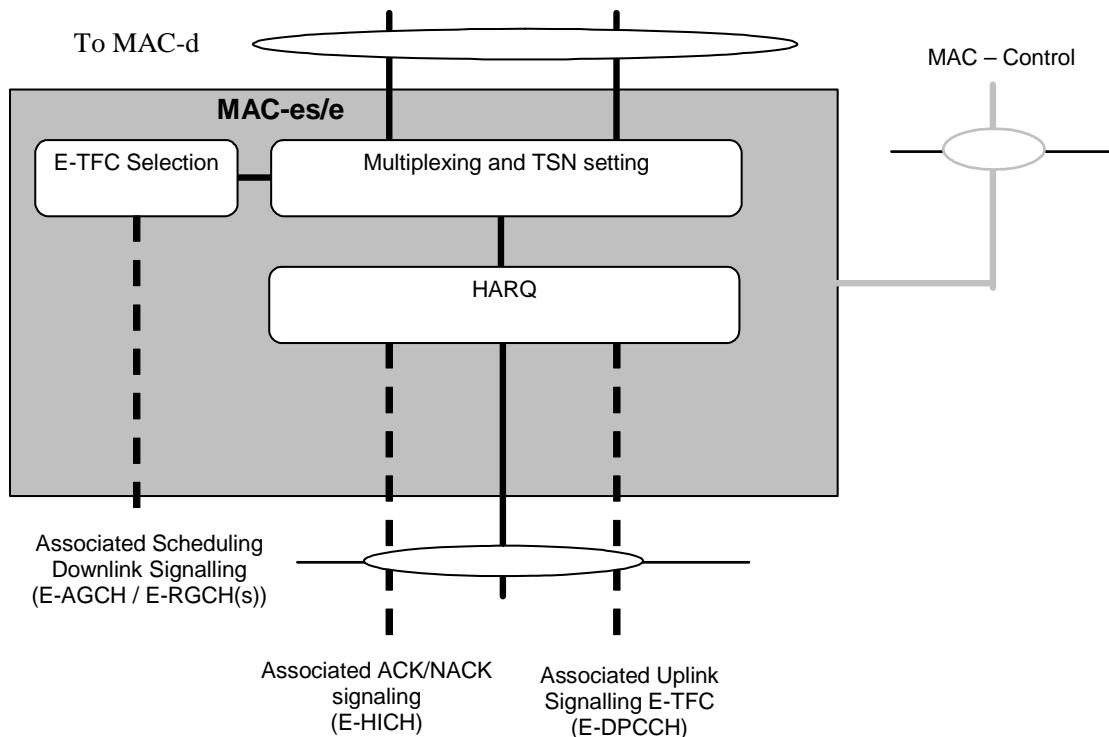 To MAC-d
MAC – Control
MAC-es/e
E-TFC Selection
Multiplexing and TSN setting
HARQ
Associated Scheduling
Downlink Signalling
(E-AGCH / E-RGCH(s))
Associated ACK/NACK
signaling
(E-HICH)
Associated Uplink
Signalling E-TFC
(E-DPCCH)